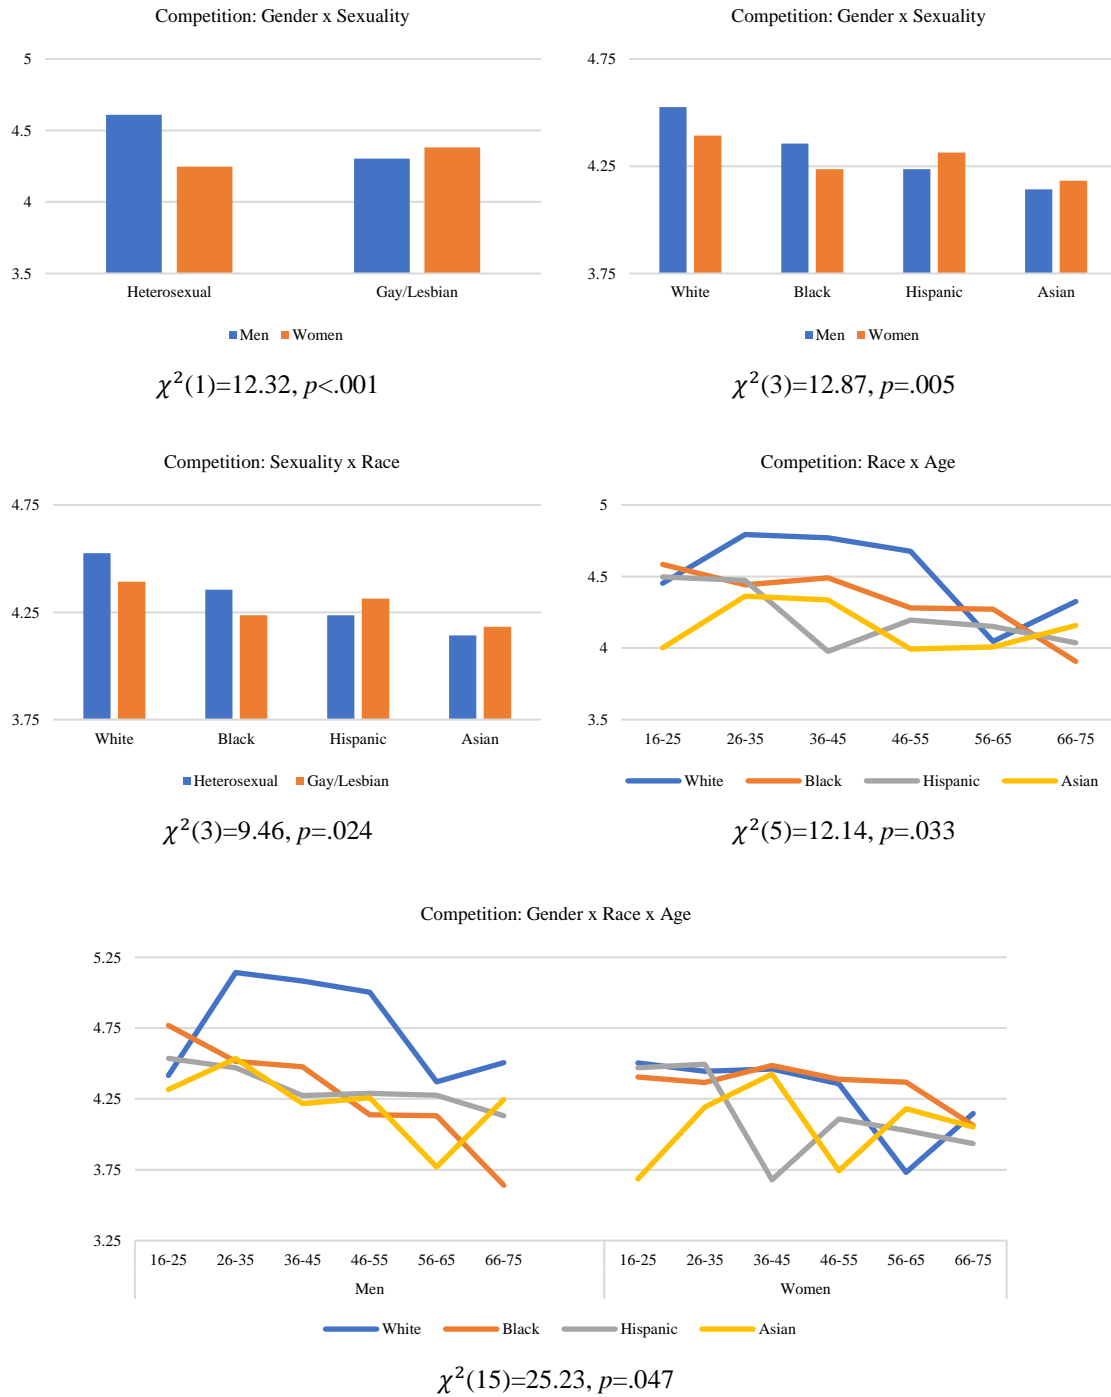 Competition: Gender x Sexuality
5
4.5
4
3.5
Heterosexual Gay/Lesbian
Men Women
χ²(1)=12.32, p<.001
Competition: Gender x Sexuality
4.75
4.25
3.75
White Black Hispanic Asian
Men Women
χ²(3)=12.87, p=.005
Competition: Sexuality x Race
4.75
4.25
3.75
White Black Hispanic Asian
Heterosexual Gay/Lesbian
χ²(3)=9.46, p=.024
Competition: Race x Age
5
4.5
4
3.5
16-25 26-35 36-45 46-55 56-65 66-75
White Black Hispanic Asian
χ²(5)=12.14, p=.033
Competition: Gender x Race x Age
5.25
4.75
4.25
3.75
3.25
16-25 26-35 36-45 46-55 56-65 66-75 16-25 26-35 36-45 46-55 56-65 66-75
Men Women
White Black Hispanic Asian
χ²(15)=25.23, p=.047